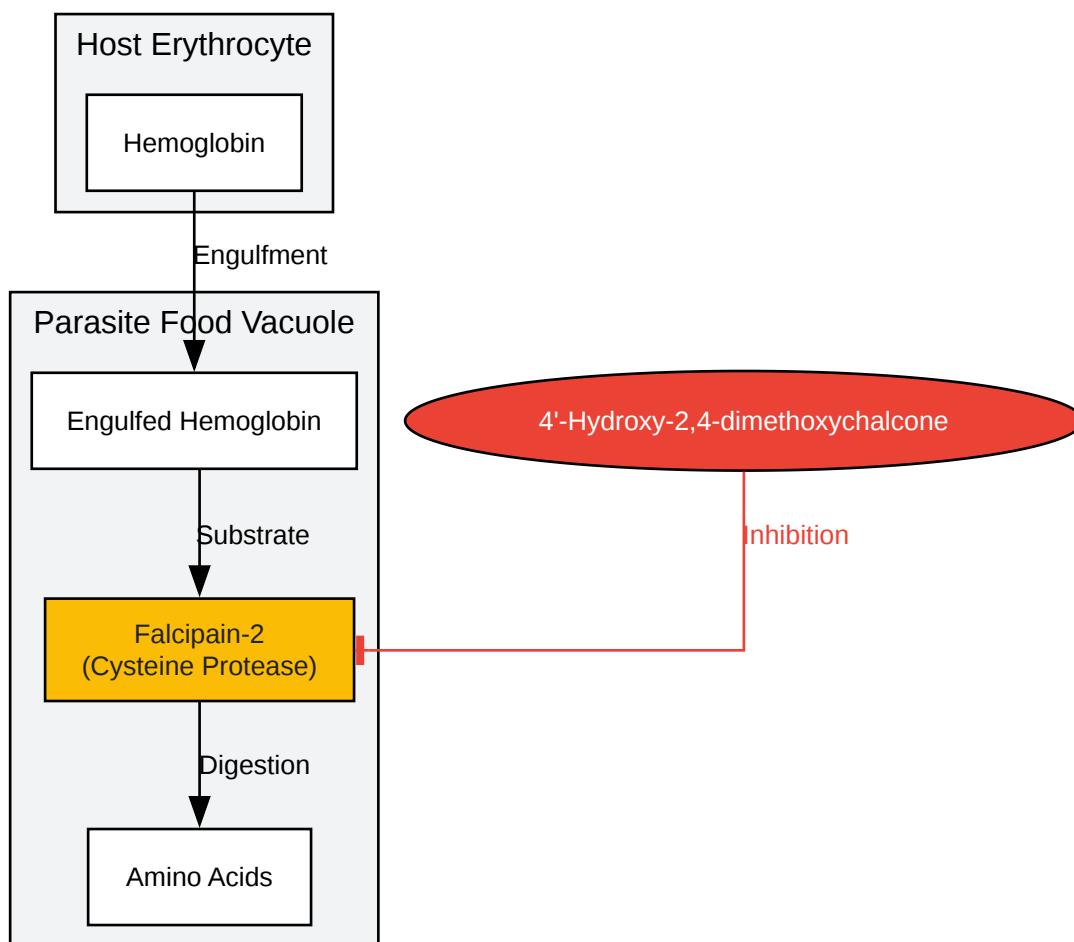 Host Erythrocyte
Hemoglobin
Engulfment
Parasite Food Vacuole
Engulfed Hemoglobin
4'-Hydroxy-2,4-dimethoxychalcone
Substrate
Inhibition
Falcipain-2
(Cysteine Protease)
Digestion
Amino Acids